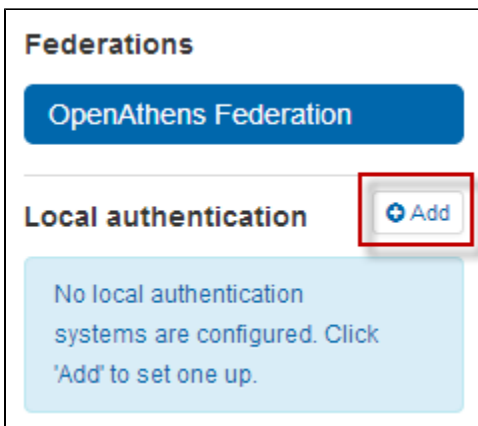 Federations
OpenAthens Federation
Local authentication
Add
No local authentication
systems are configured. Click
'Add' to set one up.